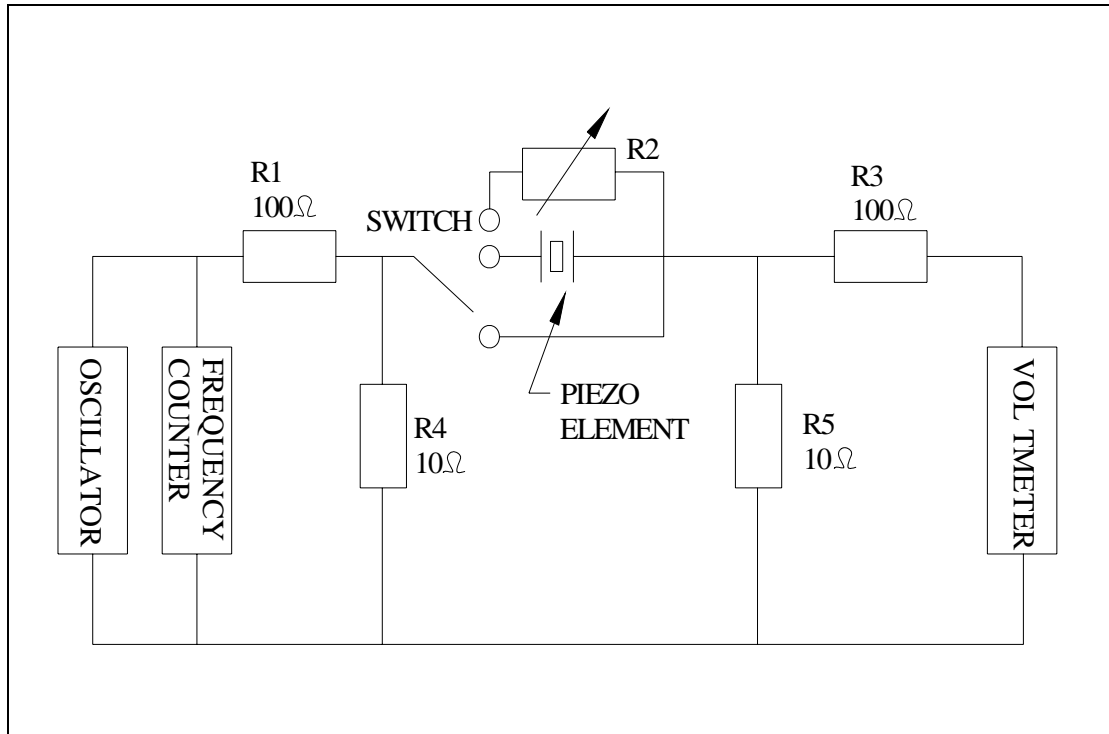 R1
100Ω
SWITCH
R2
R3
100Ω
OSCILLATOR
FREQUENCY
COUNTER
R4
10Ω
PIEZO
ELEMENT
R5
10Ω
VOL TMETER